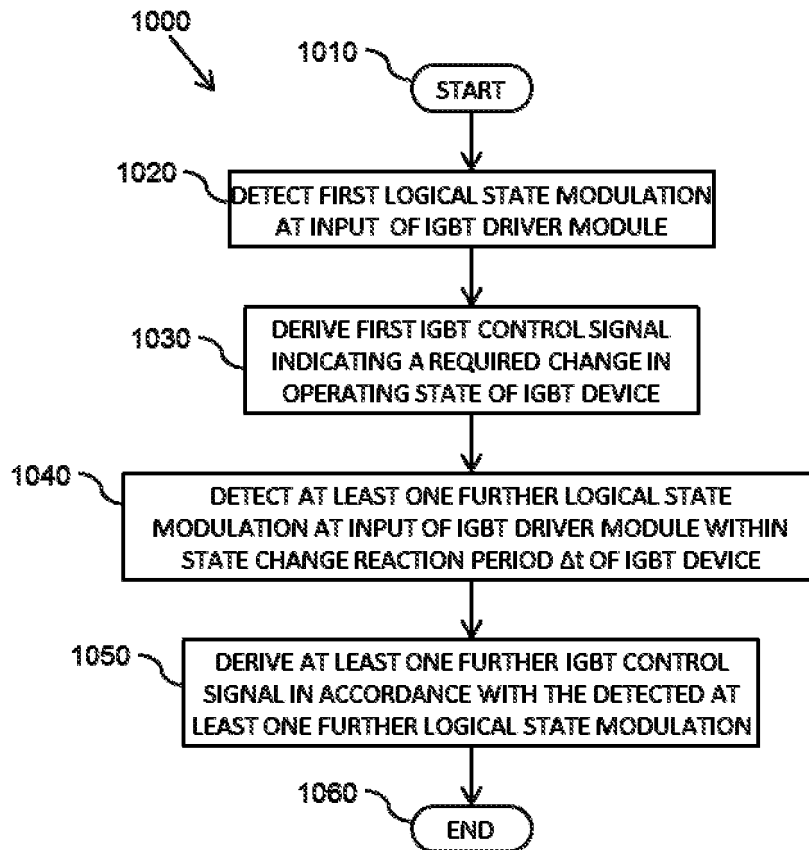 1000
1010
START
1020
DETECT FIRST LOGICAL STATE MODULATION
AT INPUT OF IGBT DRIVER MODULE
1030
DERIVE FIRST IGBT CONTROL SIGNAL
INDICATING A REQUIRED CHANGE IN
OPERATING STATE OF IGBT DEVICE
1040
DETECT AT LEAST ONE FURTHER LOGICAL STATE
MODULATION AT INPUT OF IGBT DRIVER MODULE WITHIN
STATE CHANGE REACTION PERIOD Δt OF IGBT DEVICE
1050
DERIVE AT LEAST ONE FURTHER IGBT CONTROL
SIGNAL IN ACCORDANCE WITH THE DETECTED AT
LEAST ONE FURTHER LOGICAL STATE MODULATION
1060
END